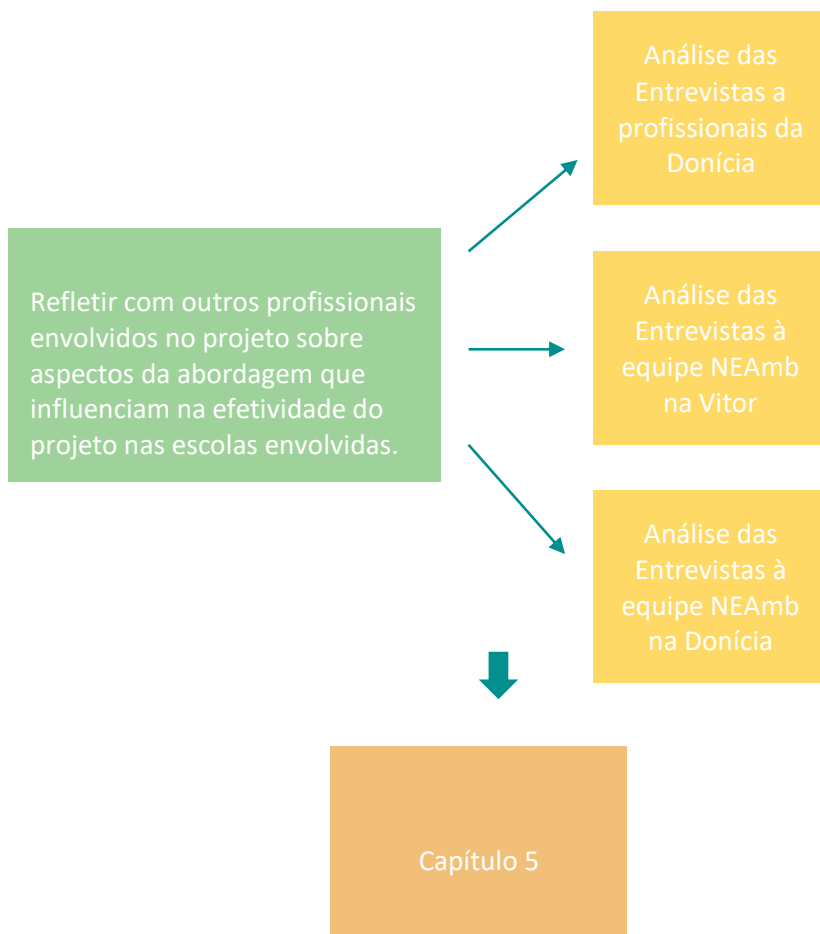 Análise das
Entrevistas a
profissionais da
Donícia
Refletir com outros profissionais
envolvidos no projeto sobre
aspectos da abordagem que
influenciam na efetividade do
projeto nas escolas envolvidas.
Análise das
Entrevistas à
equipe NEAmb
na Vitor
Análise das
Entrevistas à
equipe NEAmb
na Donícia
Capítulo 5